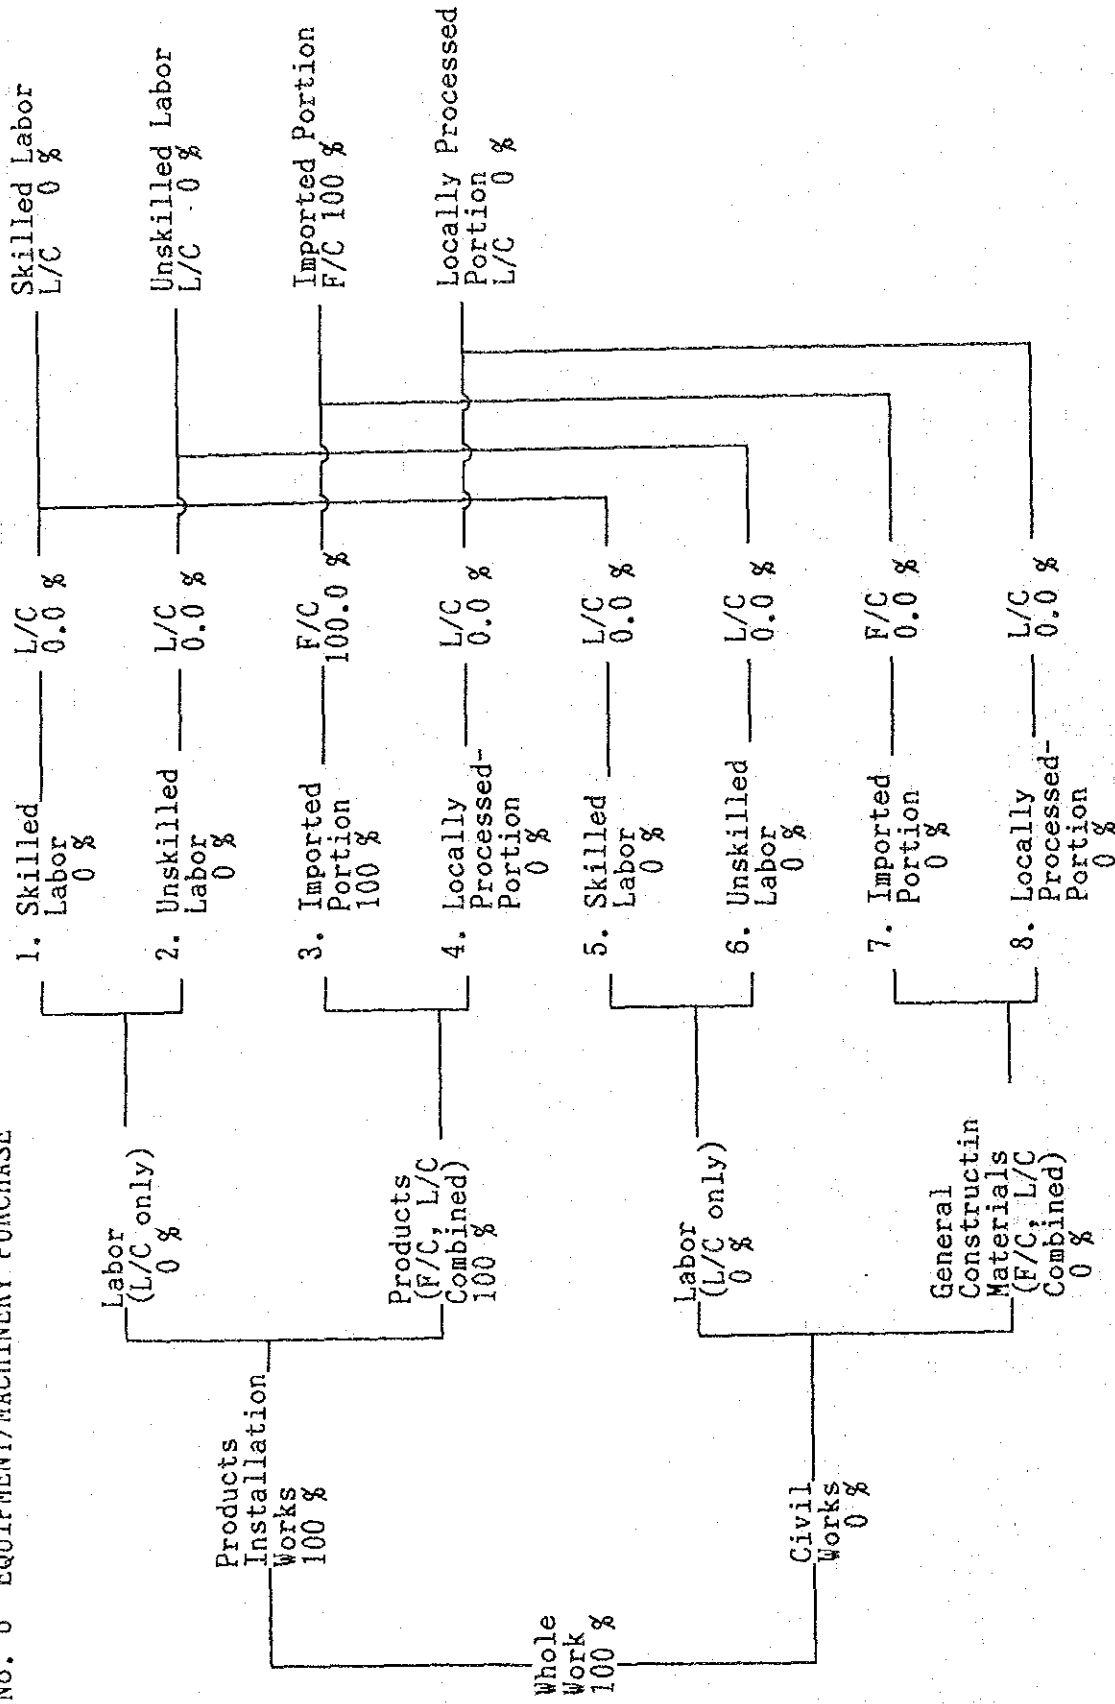 EQUIPMENT/MACHINERY PURCHASE
Whole
Work
100 %
Products
Installation
Works
100 %
Civil
Works
0 %
Labor
(L/C only)
0 %
Products
(F/C, L/C
Combined)
100 %
Labor
(L/C only)
0 %
General
Constructin
Materials
(F/C, L/C
Combined)
0 %
1. Skilled
Labor
0 %
2. Unskilled
Labor
0 %
3. Imported
Portion
100 %
4. Locally
Processed-
Portion
0 %
5. Skilled
Labor
0 %
6. Unskilled
Labor
0 %
7. Imported
Portion
0 %
8. Locally
Processed-
Portion
0 %
L/C
0.0 %
L/C
0.0 %
F/C
100.0 %
L/C
0.0 %
L/C
0.0 %
L/C
0.0 %
F/C
0.0 %
L/C
0.0 %
Skilled Labor
L/C 0 %
Unskilled Labor
L/C 0 %
Imported Portion
F/C 100 %
Locally Processed
Portion
L/C 0 %